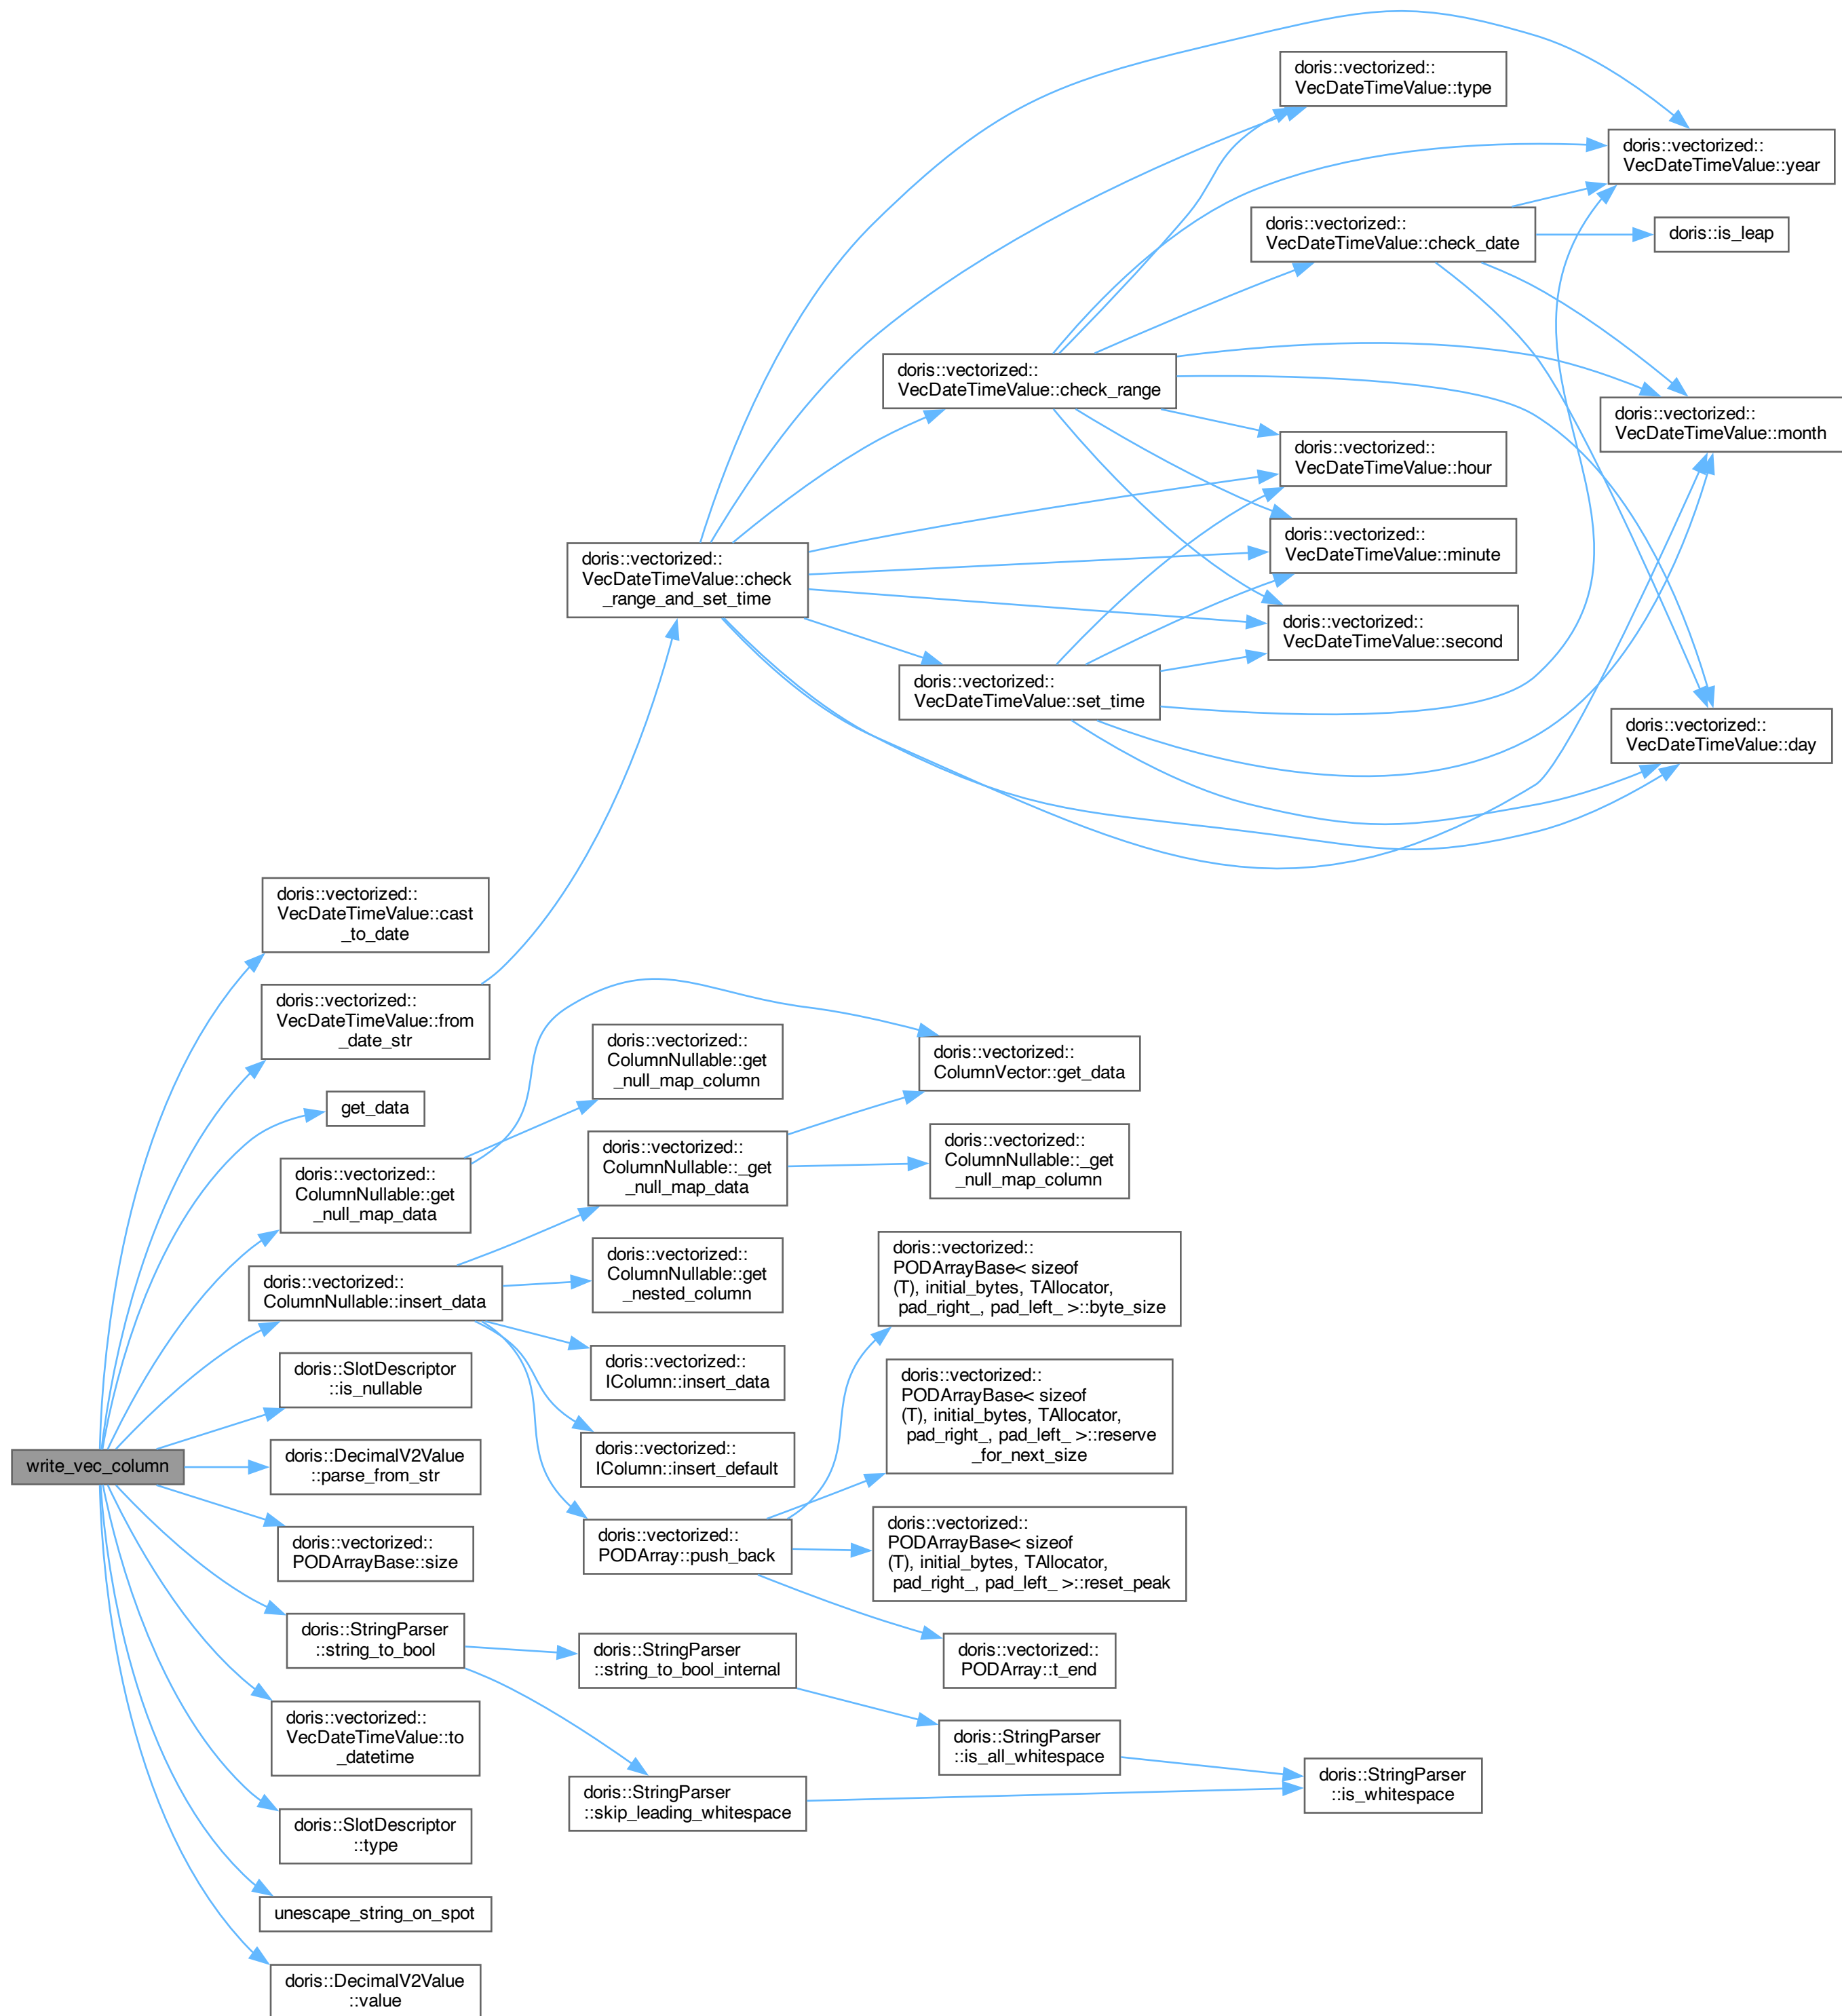 doris::vectorized::
VecDateTimeValue::type
doris::vectorized::
VecDateTimeValue::year
doris::vectorized::
VecDateTimeValue::check_date
doris::is_leap
doris::vectorized::
VecDateTimeValue::check_range
doris::vectorized::
VecDateTimeValue::month
doris::vectorized::
VecDateTimeValue::hour
doris::vectorized::
VecDateTimeValue::minute
doris::vectorized::
VecDateTimeValue::check
_range_and_set_time
doris::vectorized::
VecDateTimeValue::second
doris::vectorized::
VecDateTimeValue::set_time
doris::vectorized::
VecDateTimeValue::day
doris::vectorized::
VecDateTimeValue::cast
_to_date
doris::vectorized::
VecDateTimeValue::from
_date_str
doris::vectorized::
ColumnNullable::get
_null_map_column
doris::vectorized::
ColumnVector::get_data
get_data
doris::vectorized::
ColumnNullable::get
_null_map_data
doris::vectorized::
ColumnNullable::_get
_null_map_data
doris::vectorized::
ColumnNullable::_get
_null_map_column
doris::vectorized::
ColumnNullable::insert_data
doris::vectorized::
ColumnNullable::get
_nested_column
doris::vectorized::
PODArrayBase< sizeof
(T), initial_bytes, TAllocator,
pad_right_, pad_left_ >::byte_size
doris::SlotDescriptor
::is_nullable
doris::vectorized::
IColumn::insert_data
doris::vectorized::
PODArrayBase< sizeof
(T), initial_bytes, TAllocator,
pad_right_, pad_left_ >::reserve
_for_next_size
write_vec_column
doris::DecimalV2Value
::parse_from_str
doris::vectorized::
IColumn::insert_default
doris::vectorized::
PODArrayBase::size
doris::vectorized::
PODArray::push_back
doris::vectorized::
PODArrayBase< sizeof
(T), initial_bytes, TAllocator,
pad_right_, pad_left_ >::reset_peak
doris::StringParser
::string_to_bool
doris::StringParser
::string_to_bool_internal
doris::vectorized::
PODArray::t_end
doris::vectorized::
VecDateTimeValue::to
_datetime
doris::StringParser
::is_all_whitespace
doris::StringParser
::skip_leading_whitespace
doris::StringParser
::is_whitespace
doris::SlotDescriptor
::type
unescape_string_on_spot
doris::DecimalV2Value
::value